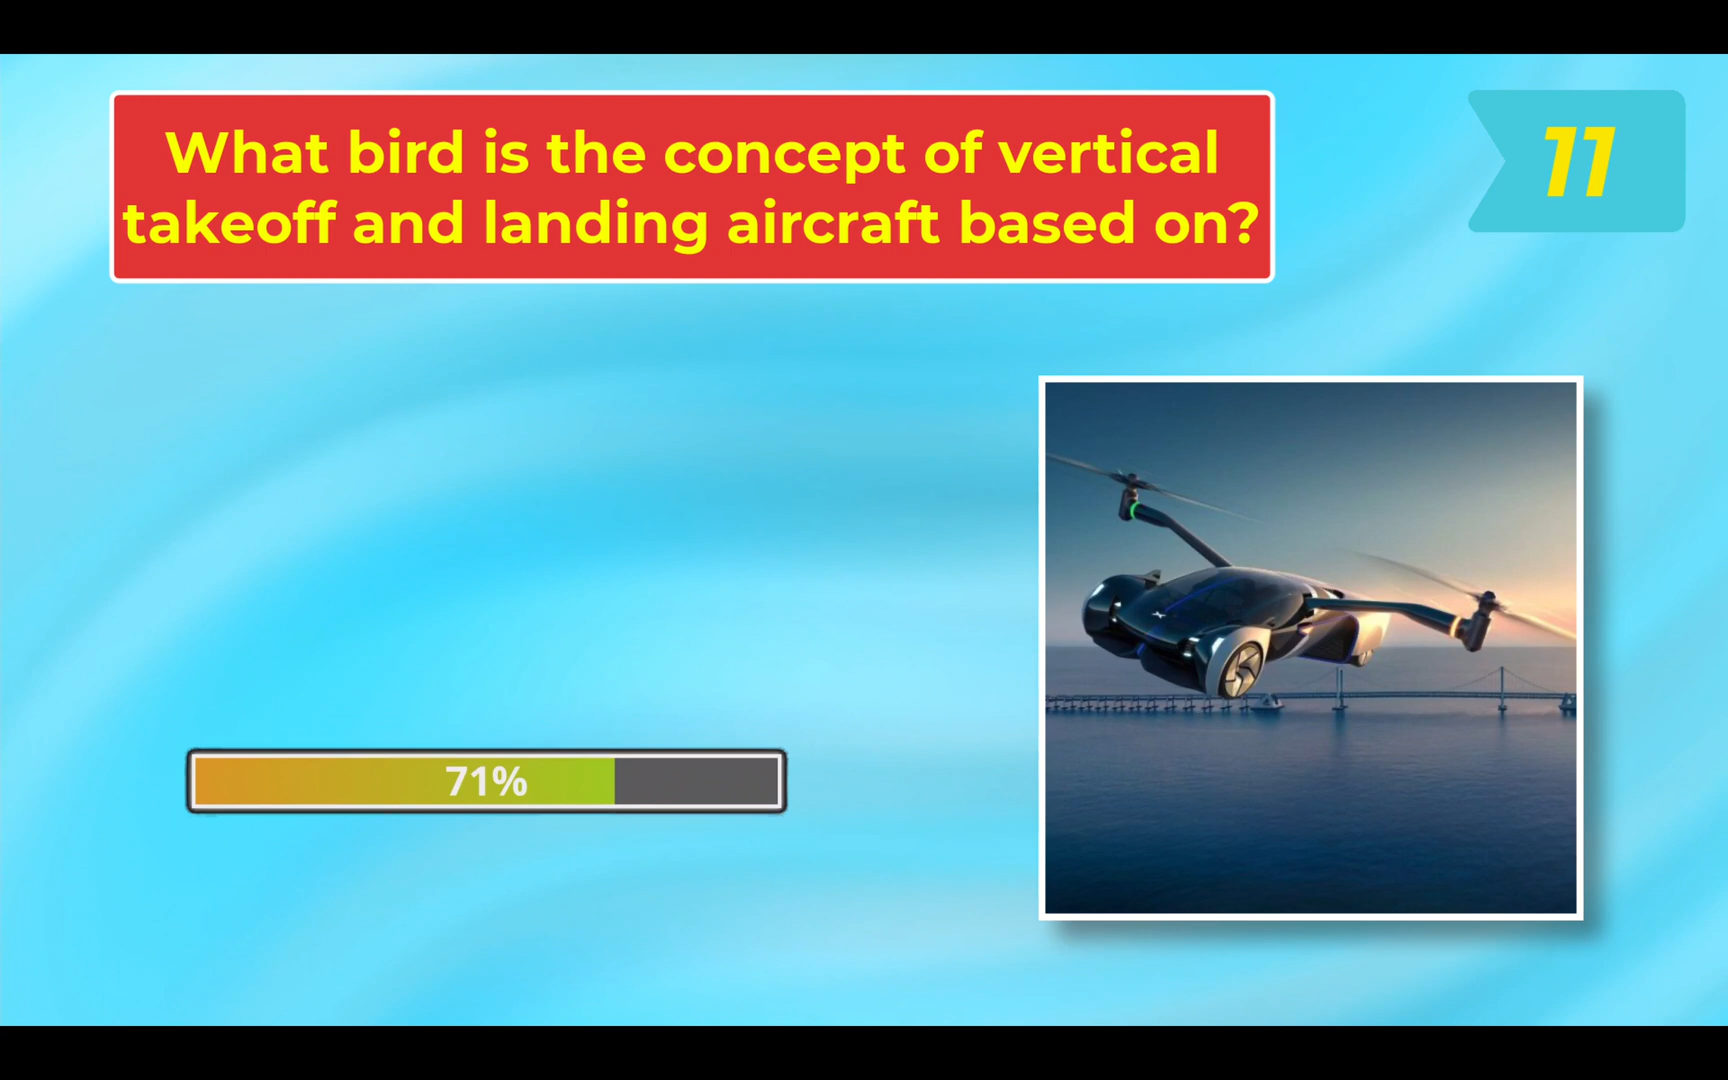 What bird is the concept of vertical
takeoff and landing aircraft based on?
11
71%